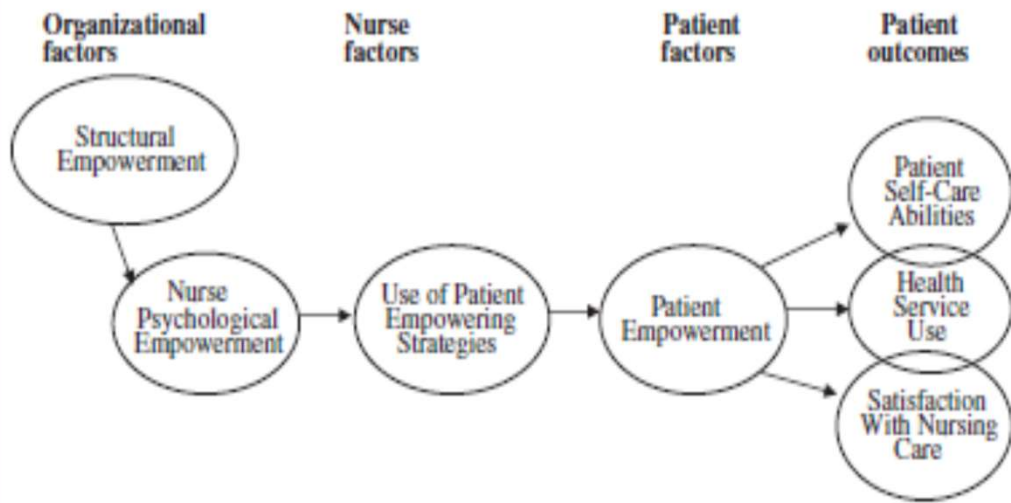 Organizational
factors
Nurse
factors
Patient
factors
Patient
outcomes
Structural
Empowerment
Nurse
Psychological
Empowerment
Use of Patient
Empowering
Strategies
Patient
Empowerment
Patient
Self-Care
Abilities
Health
Service
Use
Satisfaction
With Nursing
Care